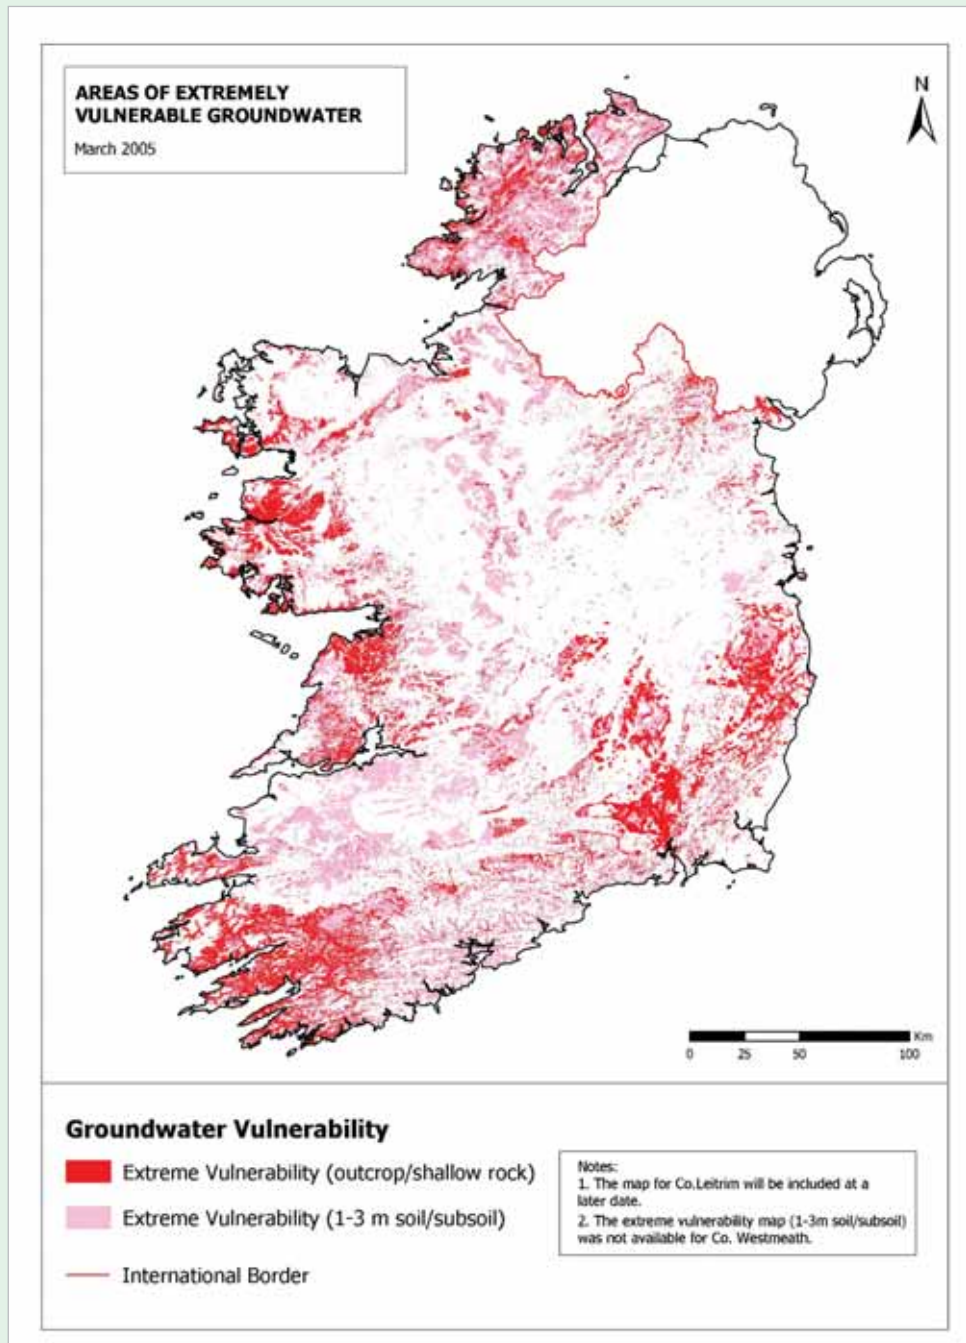 AREAS OF EXTREMELY
VULNERABLE GROUNDWATER
March 2005
N
Km
0 25 50 100
Groundwater Vulnerability
Extreme Vulnerability (outcrop/shallow rock)
Extreme Vulnerability (1-3 m soil/subsoil)
International Border
Notes:
1. The map for Co.Leitrim will be included at a
later date.
2. The extreme vulnerability map (1-3m soil/subsoil)
was not available for Co. Westmeath.